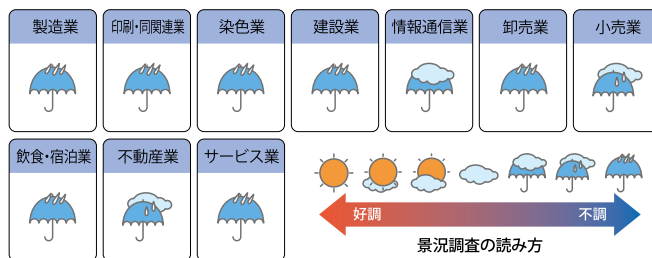 製造業
印刷・同関連業
染色業
建設業
情報通信業
卸売業
小売業
飲食・宿泊業
不動産業
サービス業
好調
不調
景況調査の読み方